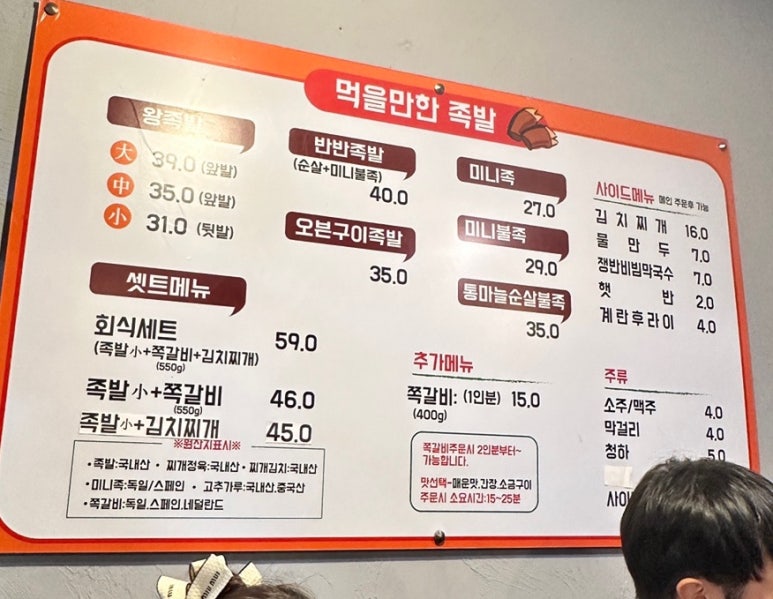 먹을만한 족발
왕족발
大 39.0 (앞발)
中 35.0 (앞발)
小 31.0 (뒷발)
반반족발
(순살+미니불족)
40.0
오븐구이족발
35.0
미니족
27.0
미니불족
29.0
통마늘순살불족
35.0
사이드메뉴 메인 주문후 가능
김치찌개 16.0
물만두 7.0
쟁반비빔막국수 7.0
햇반 2.0
계란후라이 4.0
셋트메뉴
회식세트 59.0
(족발小+쪽갈비+김치찌개)
(550g)
족발小+쪽갈비 46.0
(550g)
족발小+김치찌개 45.0
※원산지표시※
•족발:국내산 •찌개정육:국내산 •찌개김치:국내산
•미니족:독일/스페인 •고추가루:국내산,중국산
•쪽갈비:독일.스페인.네덜란드
추가메뉴
쪽갈비: (1인분) 15.0
(400g)
쪽갈비주문시 2인분부터~
가능합니다.
맛선택-매운맛,간장,소금구이
주문시 소요시간:15~25분
주류
소주/맥주 4.0
막걸리 4.0
청하 5.0